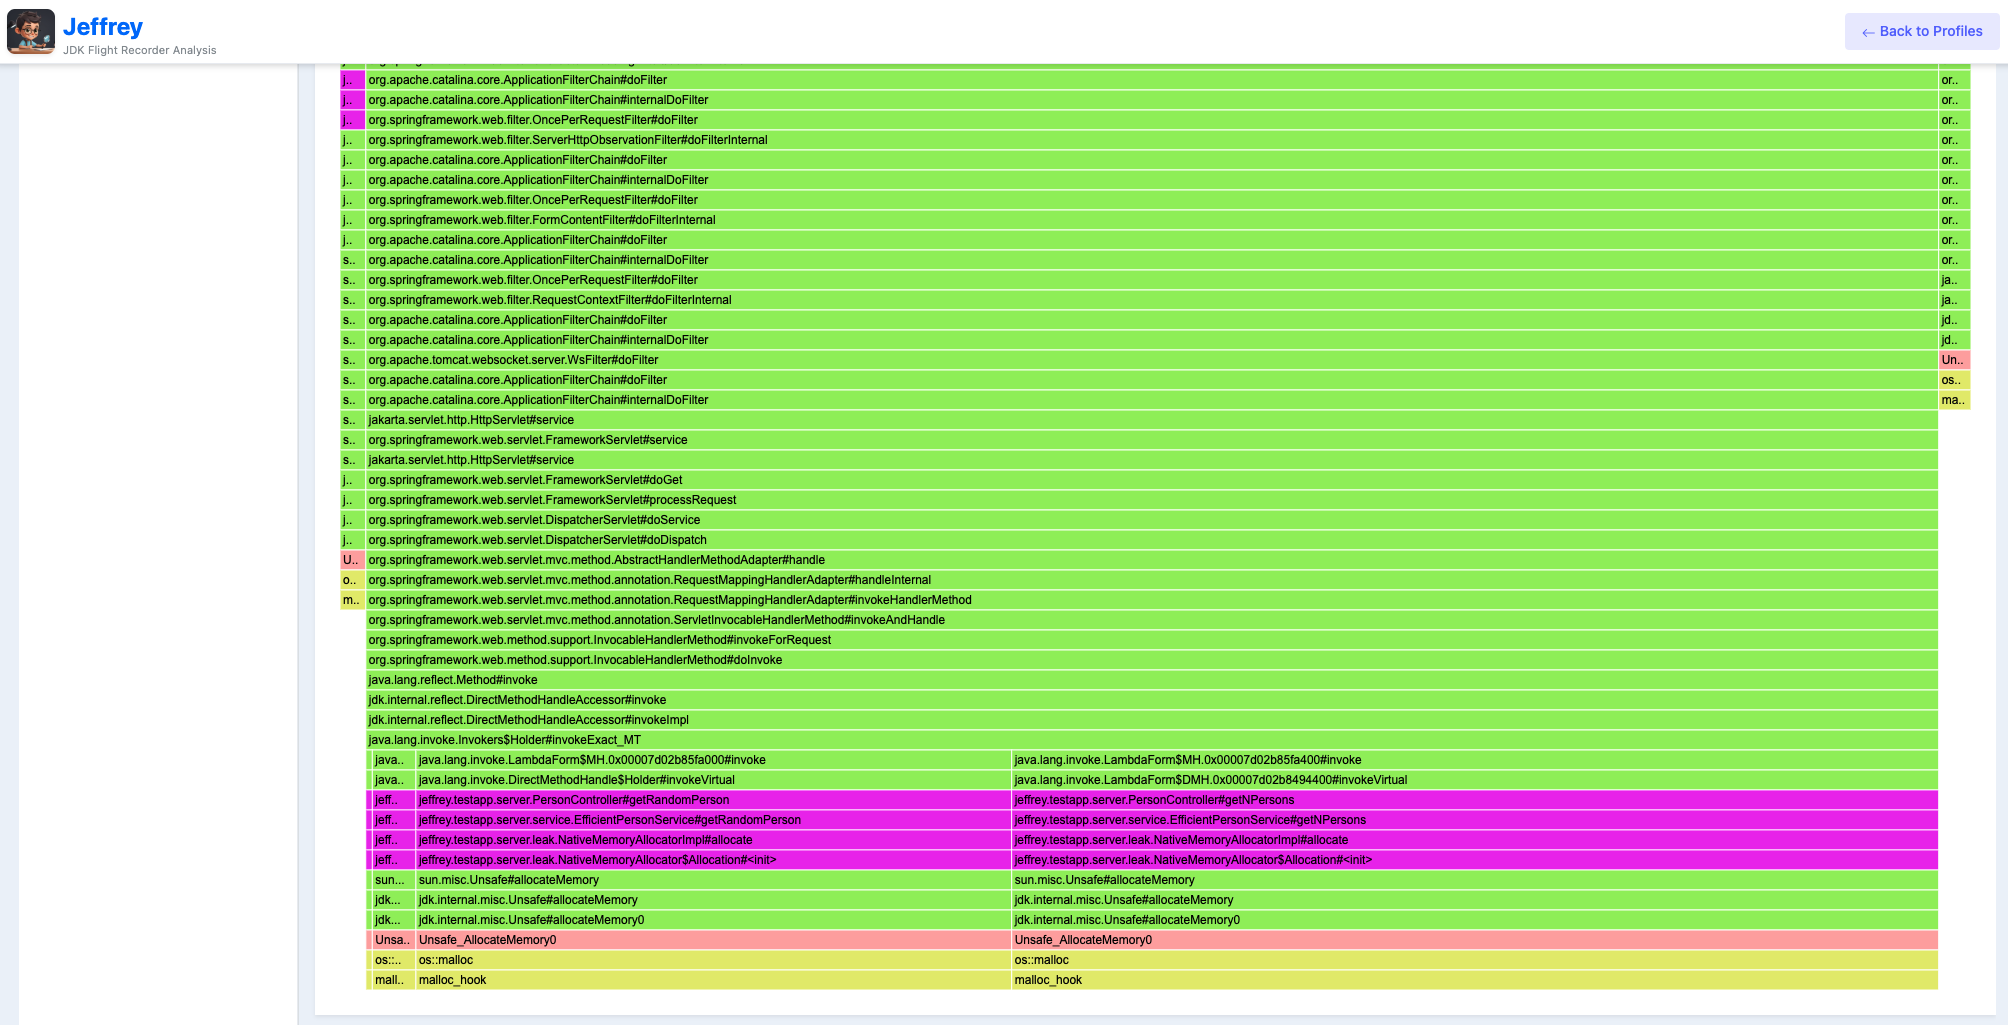 Jeffrey
JDK Flight Recorder Analysis
← Back to Profiles
j.. org.apache.catalina.core.ApplicationFilterChain#doFilter or..
j.. org.apache.catalina.core.ApplicationFilterChain#internalDoFilter or..
j.. org.springframework.web.filter.OncePerRequestFilter#doFilter or..
j.. org.springframework.web.filter.ServerHttpObservationFilter#doFilterInternal or..
j.. org.apache.catalina.core.ApplicationFilterChain#doFilter or..
j.. org.apache.catalina.core.ApplicationFilterChain#internalDoFilter or..
j.. org.springframework.web.filter.OncePerRequestFilter#doFilter or..
j.. org.springframework.web.filter.FormContentFilter#doFilterInternal or..
j.. org.apache.catalina.core.ApplicationFilterChain#doFilter or..
s.. org.apache.catalina.core.ApplicationFilterChain#internalDoFilter or..
s.. org.springframework.web.filter.OncePerRequestFilter#doFilter ja..
s.. org.springframework.web.filter.RequestContextFilter#doFilterInternal ja..
s.. org.apache.catalina.core.ApplicationFilterChain#doFilter jd..
s.. org.apache.catalina.core.ApplicationFilterChain#internalDoFilter jd..
s.. org.apache.tomcat.websocket.server.WsFilter#doFilter Un..
s.. org.apache.catalina.core.ApplicationFilterChain#doFilter os..
s.. org.apache.catalina.core.ApplicationFilterChain#internalDoFilter ma..
s.. jakarta.servlet.http.HttpServlet#service
s.. org.springframework.web.servlet.FrameworkServlet#service
s.. jakarta.servlet.http.HttpServlet#service
j.. org.springframework.web.servlet.FrameworkServlet#doGet
j.. org.springframework.web.servlet.FrameworkServlet#processRequest
j.. org.springframework.web.servlet.DispatcherServlet#doService
j.. org.springframework.web.servlet.DispatcherServlet#doDispatch
U.. org.springframework.web.servlet.mvc.method.AbstractHandlerMethodAdapter#handle
o.. org.springframework.web.servlet.mvc.method.annotation.RequestMappingHandlerAdapter#handleInternal
m.. org.springframework.web.servlet.mvc.method.annotation.RequestMappingHandlerAdapter#invokeHandlerMethod
org.springframework.web.servlet.mvc.method.annotation.ServletInvocableHandlerMethod#invokeAndHandle
org.springframework.web.method.support.InvocableHandlerMethod#invokeForRequest
org.springframework.web.method.support.InvocableHandlerMethod#doInvoke
java.lang.reflect.Method#invoke
jdk.internal.reflect.DirectMethodHandleAccessor#invoke
jdk.internal.reflect.DirectMethodHandleAccessor#invokeImpl
java.lang.invoke.Invokers$Holder#invokeExact_MT
java.. java.lang.invoke.LambdaForm$MH.0x00007d02b85fa000#invoke java.lang.invoke.LambdaForm$MH.0x00007d02b85fa400#invoke
java.. java.lang.invoke.DirectMethodHandle$Holder#invokeVirtual java.lang.invoke.LambdaForm$DMH.0x00007d02b8494400#invokeVirtual
jeff.. jeffrey.testapp.server.PersonController#getRandomPerson jeffrey.testapp.server.PersonController#getNPersons
jeff.. jeffrey.testapp.server.service.EfficientPersonService#getRandomPerson jeffrey.testapp.server.service.EfficientPersonService#getNPersons
jeff.. jeffrey.testapp.server.leak.NativeMemoryAllocatorImpl#allocate jeffrey.testapp.server.leak.NativeMemoryAllocatorImpl#allocate
jeff.. jeffrey.testapp.server.leak.NativeMemoryAllocator$Allocation#<init> jeffrey.testapp.server.leak.NativeMemoryAllocator$Allocation#<init>
sun... sun.misc.Unsafe#allocateMemory sun.misc.Unsafe#allocateMemory
jdk... jdk.internal.misc.Unsafe#allocateMemory jdk.internal.misc.Unsafe#allocateMemory
jdk... jdk.internal.misc.Unsafe#allocateMemory0 jdk.internal.misc.Unsafe#allocateMemory0
Unsa.. Unsafe_AllocateMemory0 Unsafe_AllocateMemory0
os::.. os::malloc os::malloc
mall.. malloc_hook malloc_hook